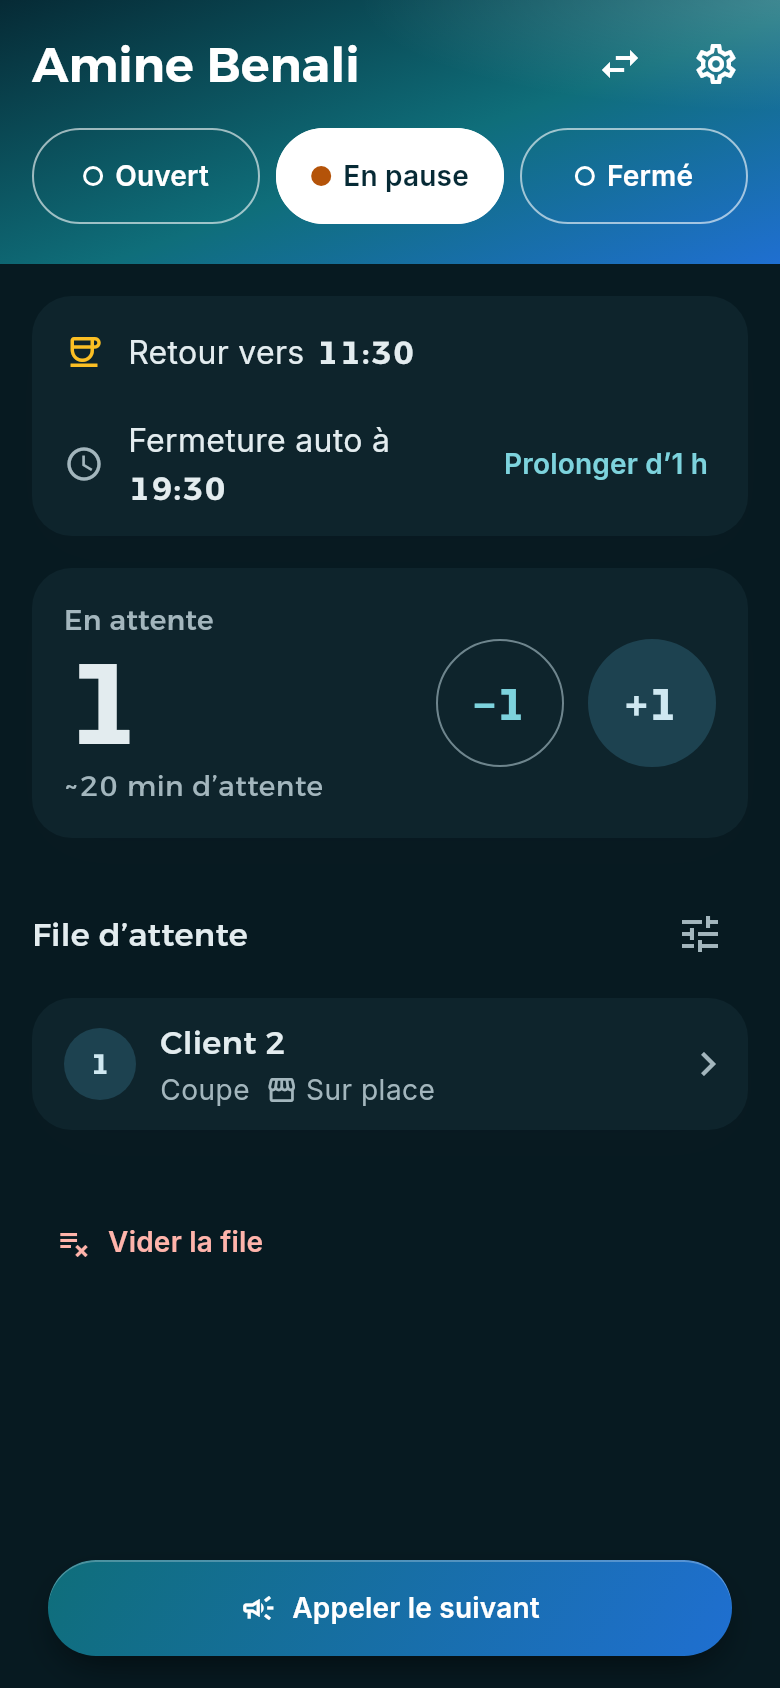 Amine Benali
Ouvert
En pause
Fermé
Retour vers 11:30
Fermeture auto à
19:30
Prolonger d’1 h
En attente
1
−1
+1
~20 min d’attente
File d’attente
1
Client 2
Coupe Sur place
Vider la file
Appeler le suivant